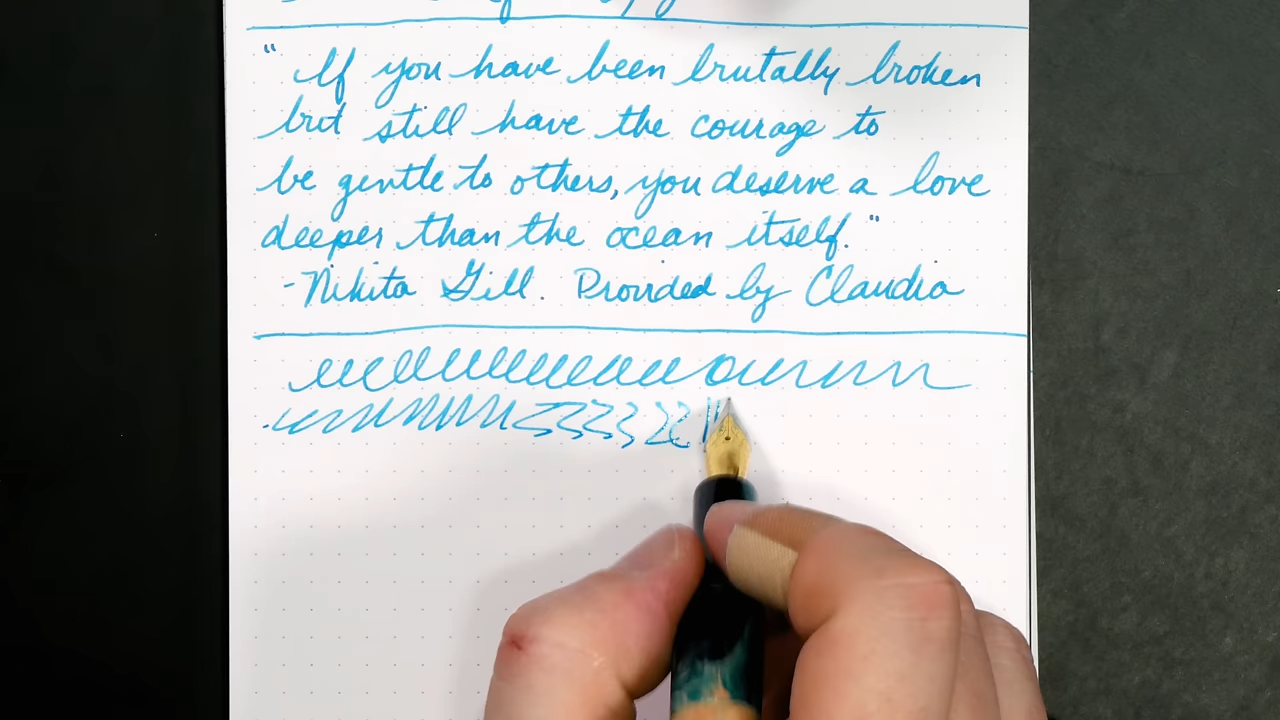 " If you have been brutally broken
but still have the courage to
be gentle to others, you deserve a love
deeper than the ocean itself."
-Nikita Gill. Provided by Claudia